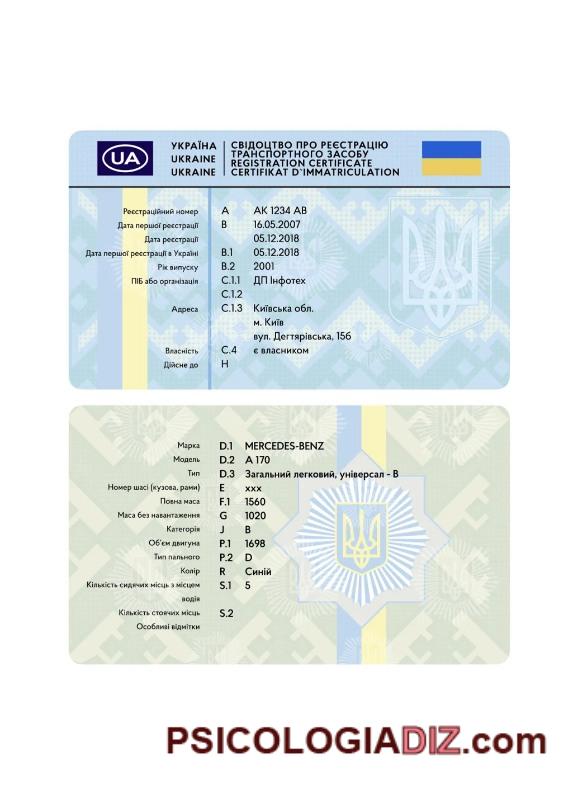 UA
УКРАЇНА
UKRAINE
UKRAINE
СВІДОЦТВО ПРО РЕЄСТРАЦІЮ
ТРАНСПОРТНОГО ЗАСОБУ
REGISTRATION CERTIFICATE
CERTIFIKAT D`IMMATRICULATION
Реєстраційний номер A АК 1234 АВ
Дата першої реєстрації B 16.05.2007
Дата реєстрації 05.12.2018
Дата першої реєстрації в Україні B.1 05.12.2018
Рік випуску B.2 2001
ПІБ або організація C.1.1 ДП Інфотех
C.1.2
Адреса C.1.3 Київська обл.
м. Київ
вул. Дегтярівська, 15б
Власність C.4 є власником
Дійсне до H
Марка D.1 MERCEDES-BENZ
Модель D.2 A 170
Тип D.3 Загальний легковий, універсал - В
Номер шасі (кузова, рами) E xxx
Повна маса F.1 1560
Маса без навантаження G 1020
Категорія J B
Об'єм двигуна P.1 1698
Тип пального P.2 D
Колір R Синій
Кількість сидячих місць з місцем S.1 5
водія
Кількість стоячих місць S.2
Особливі відмітки
PSICOLOGIADIZ.com